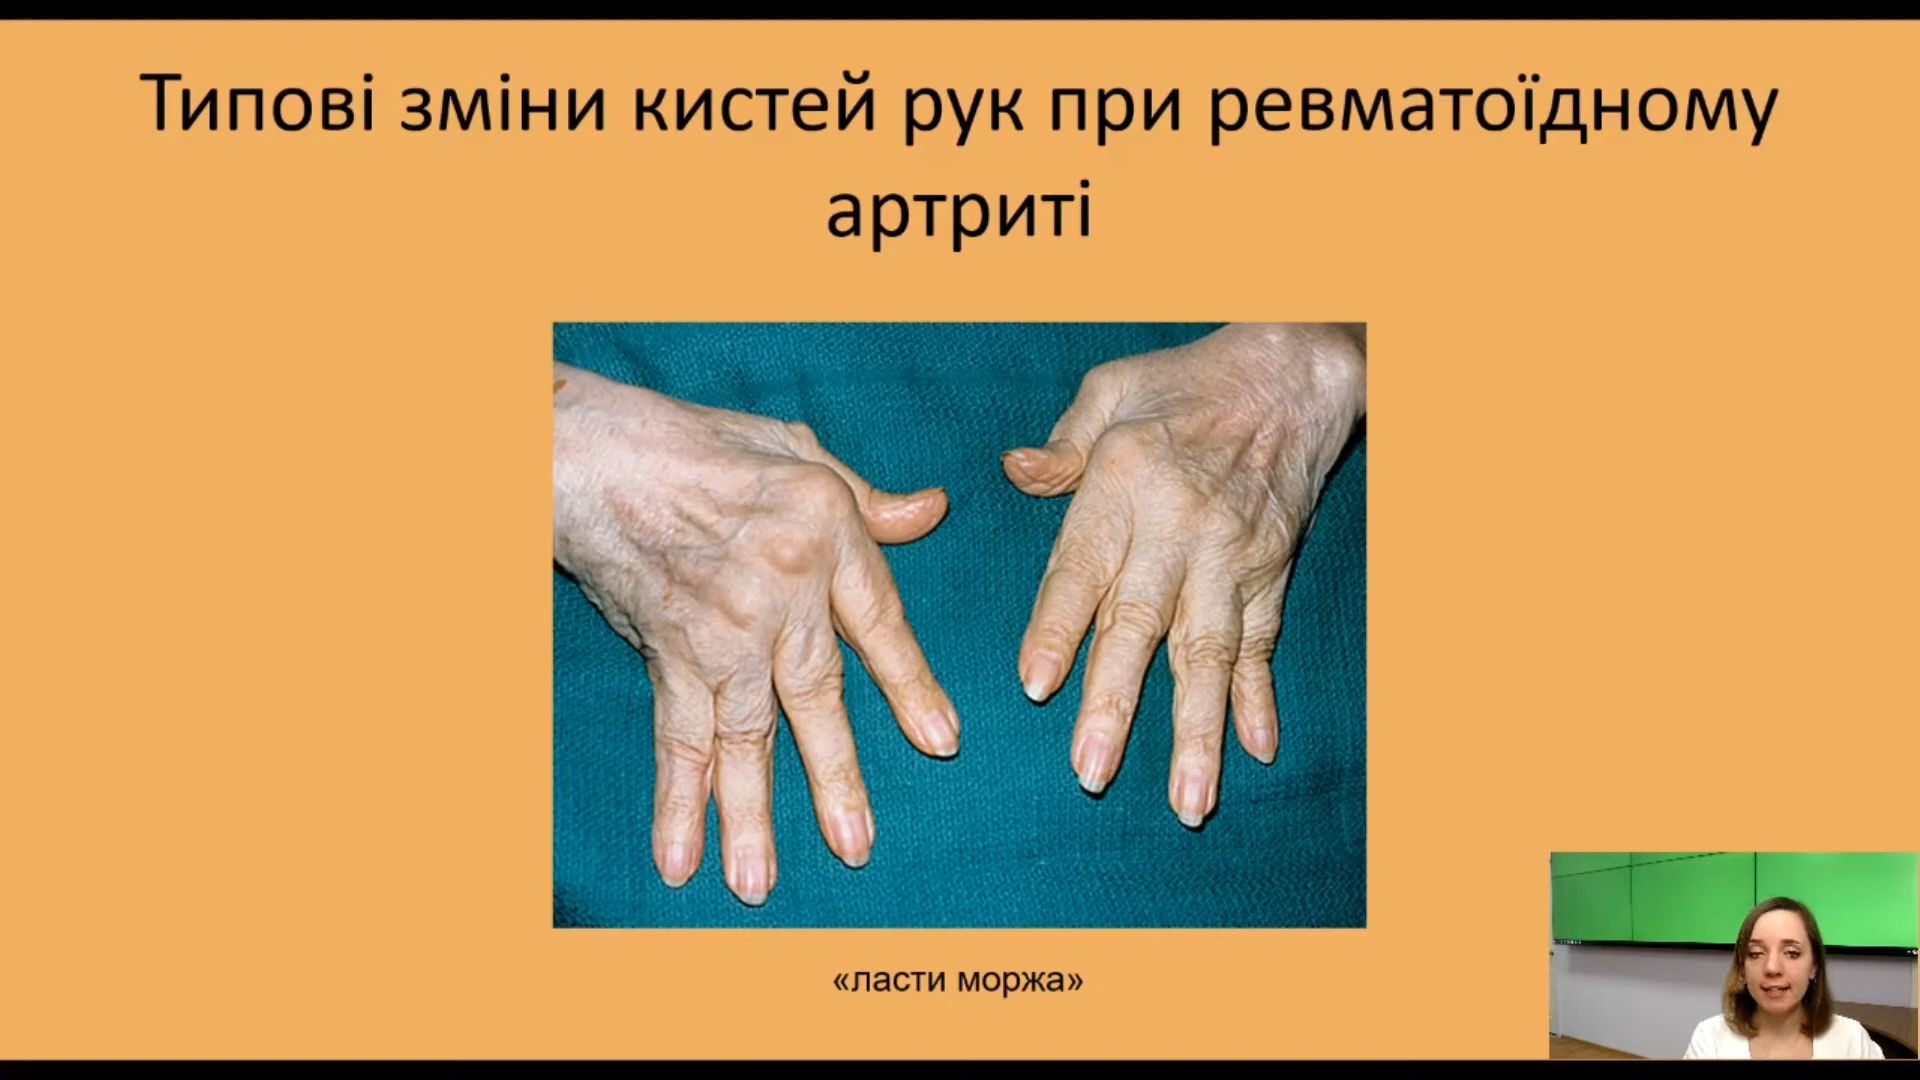 Типові зміни кистей рук при ревматоїдному
артриті
«ласти моржа»